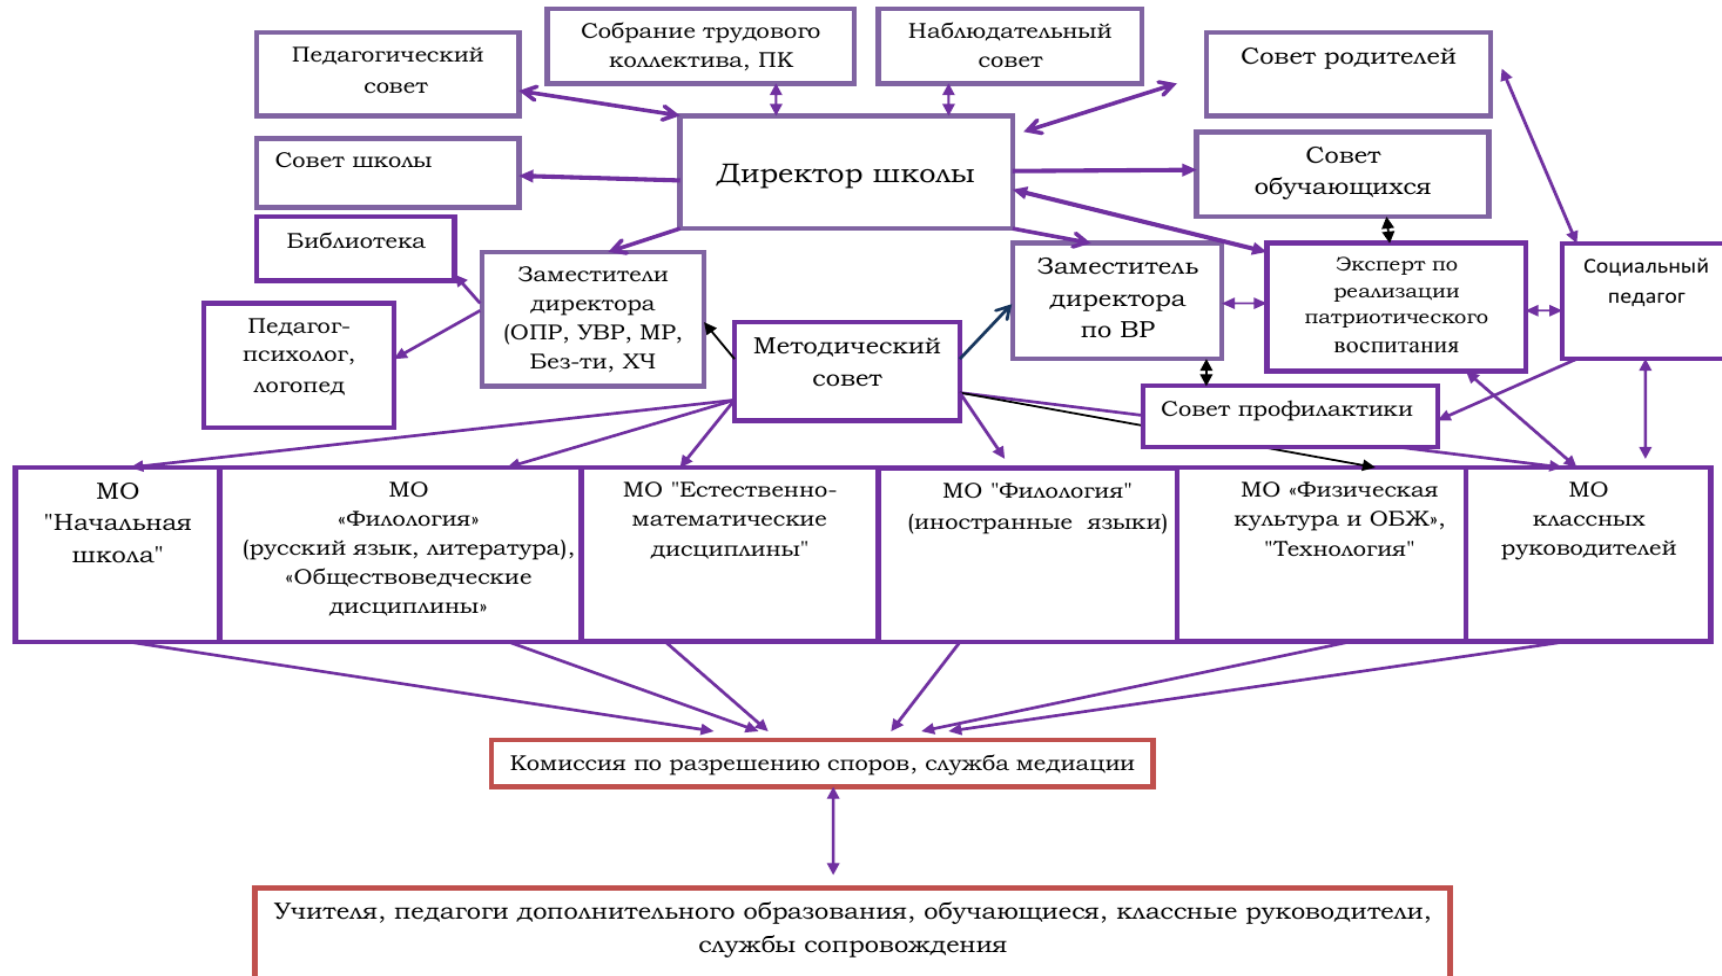 Педагогический
совет
Собрание трудового
коллектива, ПК
Наблюдательный
совет
Совет родителей
Совет школы
Директор школы
Совет
обучающихся
Библиотека
Заместители
директора
(ОПР, УВР, МР,
Без-ти, ХЧ
Заместитель
директора
по ВР
Эксперт по
реализации
патриотического
воспитания
Социальный
педагог
Педагог-
психолог,
логопед
Методический
совет
Совет профилактики
МО
"Начальная
школа"
МО
«Филология»
(русский язык, литература),
«Обществоведческие
дисциплины»
МО "Естественно-
математические
дисциплины"
МО "Филология"
(иностранные языки)
МО «Физическая
культура и ОБЖ»,
"Технология"
МО
классных
руководителей
Комиссия по разрешению споров, служба медиации
Учителя, педагоги дополнительного образования, обучающиеся, классные руководители,
службы сопровождения